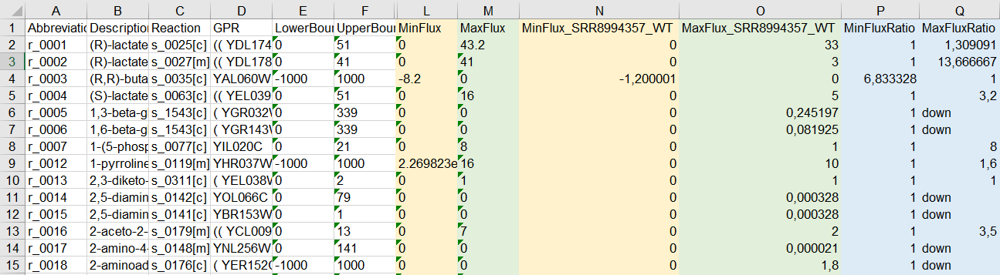 A B C D E F L M N O P Q
1 Abbreviatic Description Reaction GPR LowerBour UpperBour MinFlux MaxFlux MinFlux_SRR8994357_WT MaxFlux_SRR8994357_WT MinFluxRatio MaxFluxRatio
2 r_0001 (R)-lactate s_0025[c] (( YDL174 0 51 0 43.2 0 33 1 1,309091
3 r_0002 (R)-lactate s_0027[m] (( YDL178 0 41 0 41 0 3 1 13,666667
4 r_0003 (R,R)-buta s_0035[c] YAL060W -1000 1000 -8.2 0 -1,200001 0 6,833328 1
5 r_0004 (S)-lactate s_0063[c] (( YEL039 0 51 0 16 0 5 1 3,2
6 r_0005 1,3-beta-g s_1543[c] ( YGR032V 0 339 0 0 0 0,245197 1 down
7 r_0006 1,6-beta-g s_1543[c] ( YGR143V 0 339 0 0 0 0,081925 1 down
8 r_0007 1-(5-phosp s_0077[c] YIL020C 0 21 0 8 0 1 1 8
9 r_0012 1-pyrroline s_0119[m] YHR037W -1000 1000 2.269823e 16 0 10 1 1,6
10 r_0013 2,3-diketo- s_0311[c] ( YEL038W 0 2 0 1 0 1 1 1
11 r_0014 2,5-diamin s_0142[c] YOL066C 0 79 0 0 0 0,000328 1 down
12 r_0015 2,5-diamin s_0141[c] YBR153W 0 1 0 0 0 0,000328 1 down
13 r_0016 2-aceto-2- s_0179[m] (( YCL009 0 13 0 7 0 2 1 3,5
14 r_0017 2-amino-4- s_0148[m] YNL256W 0 141 0 0 0 0,000021 1 down
15 r_0018 2-aminoad s_0176[c] ( YER152C -1000 1000 0 0 0 1,8 1 down